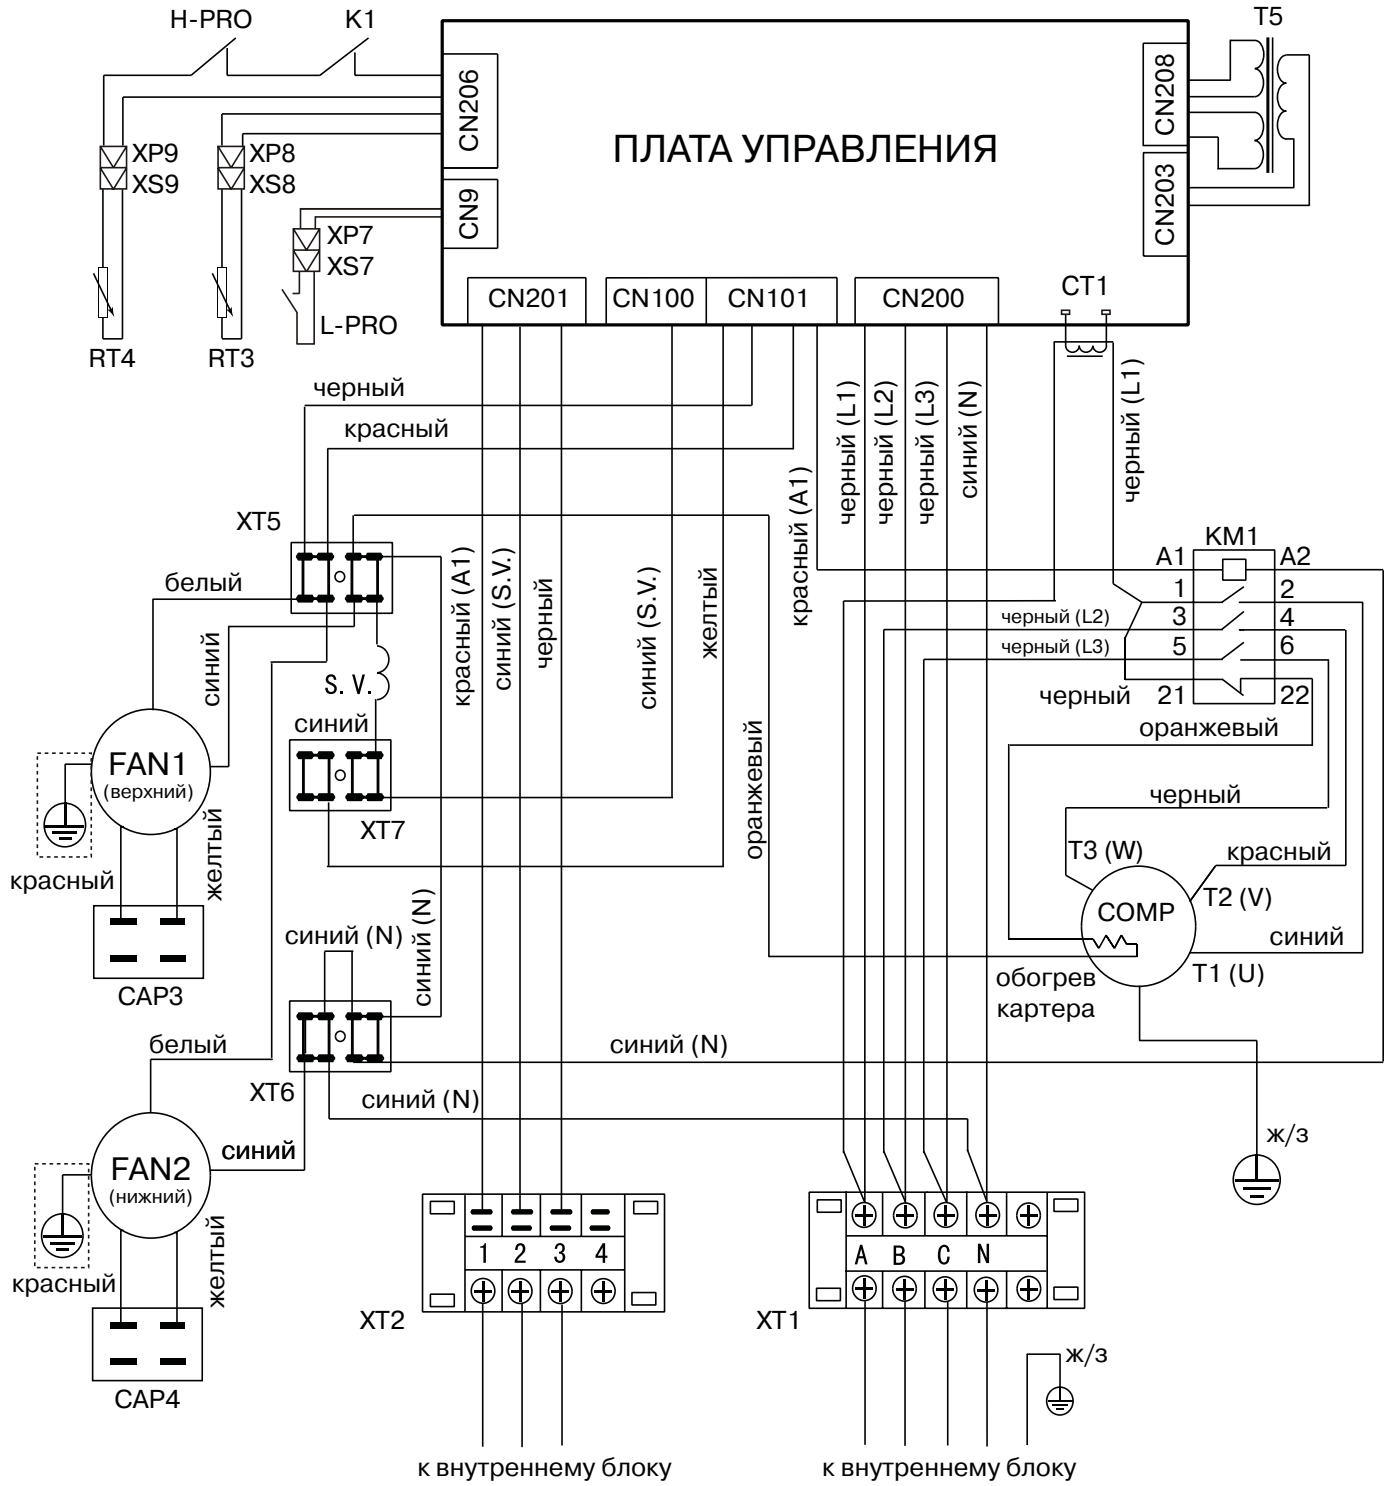 H-PRO
K1
T5
CN206
CN208
ПЛАТА УПРАВЛЕНИЯ
XP9
XS9
XP8
XS8
CN9
CN203
XP7
XS7
CN201
CN100
CN101
CN200
CT1
L-PRO
RT4
RT3
черный
красный
черный (L1)
черный (L2)
черный (L3)
синий (N)
черный (L1)
красный (A1)
XT5
KM1
A1
A2
белый
красный (A1)
синий (S.V.)
черный
синий (S.V.)
желтый
1
2
черный (L2)
3
4
черный (L3)
5
6
синий
S. V.
черный
21
22
синий
оранжевый
оранжевый
FAN1
(верхний)
черный
XT7
желтый
T3 (W)
красный
красный
T2 (V)
COMP
синий (N)
синий (N)
синий
T1 (U)
обогрев
картера
CAP3
белый
синий (N)
XT6
синий (N)
ж/з
синий
FAN2
(нижний)
желтый
1
2
3
4
A
B
C
N
красный
XT2
XT1
ж/з
CAP4
к внутреннему блоку
к внутреннему блоку